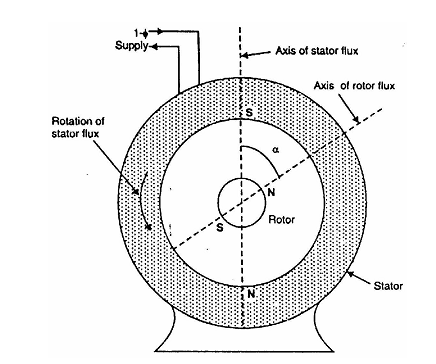 1-ϕ
Supply
Axis of stator flux
Axis of rotor flux
Rotation of
stator flux
S
α
N
S
Rotor
N
Stator